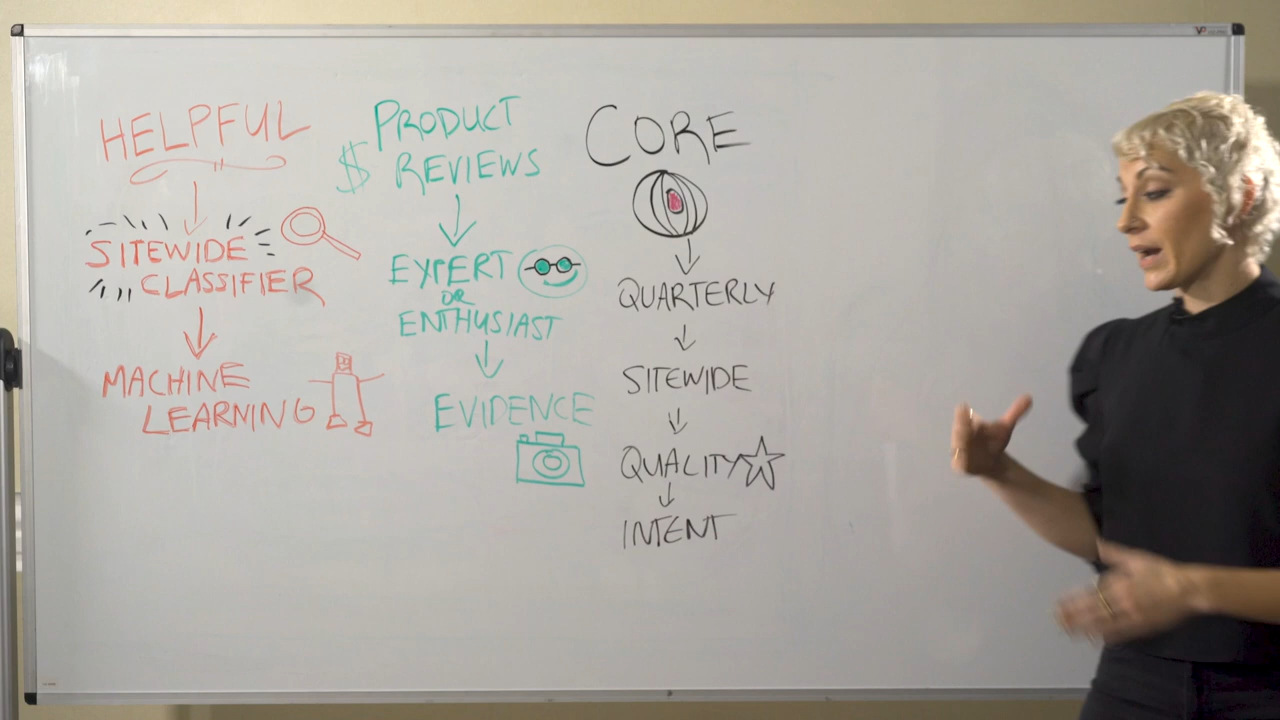 HELPFUL
SITEWIDE
CLASSIFIER
MACHINE
LEARNING
PRODUCT
$ REVIEWS
EXPERT
OR
ENTHUSIAST
EVIDENCE
CORE
QUARTERLY
SITEWIDE
QUALITY
INTENT